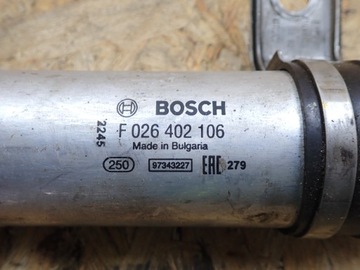 BOSCH
F 026 402 106
2245
Made in Bulgaria
250 97343227 EAC 279